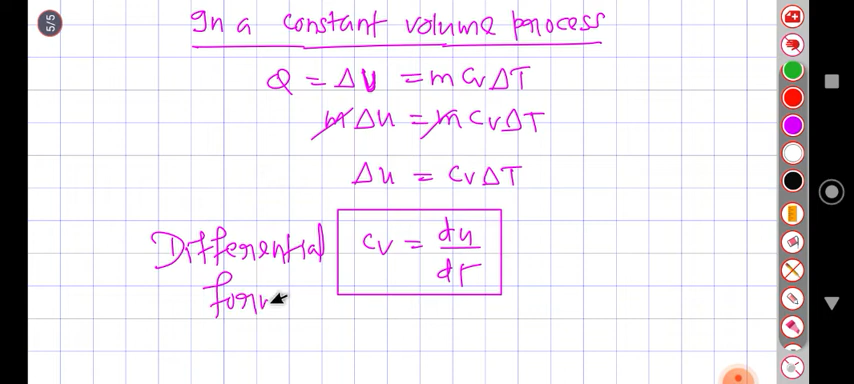 5/5
In a constant volume process
Q = ΔU = m Cv ΔT
m Δu = m Cv ΔT
Δu = Cv ΔT
Differential
Cv = du/dT